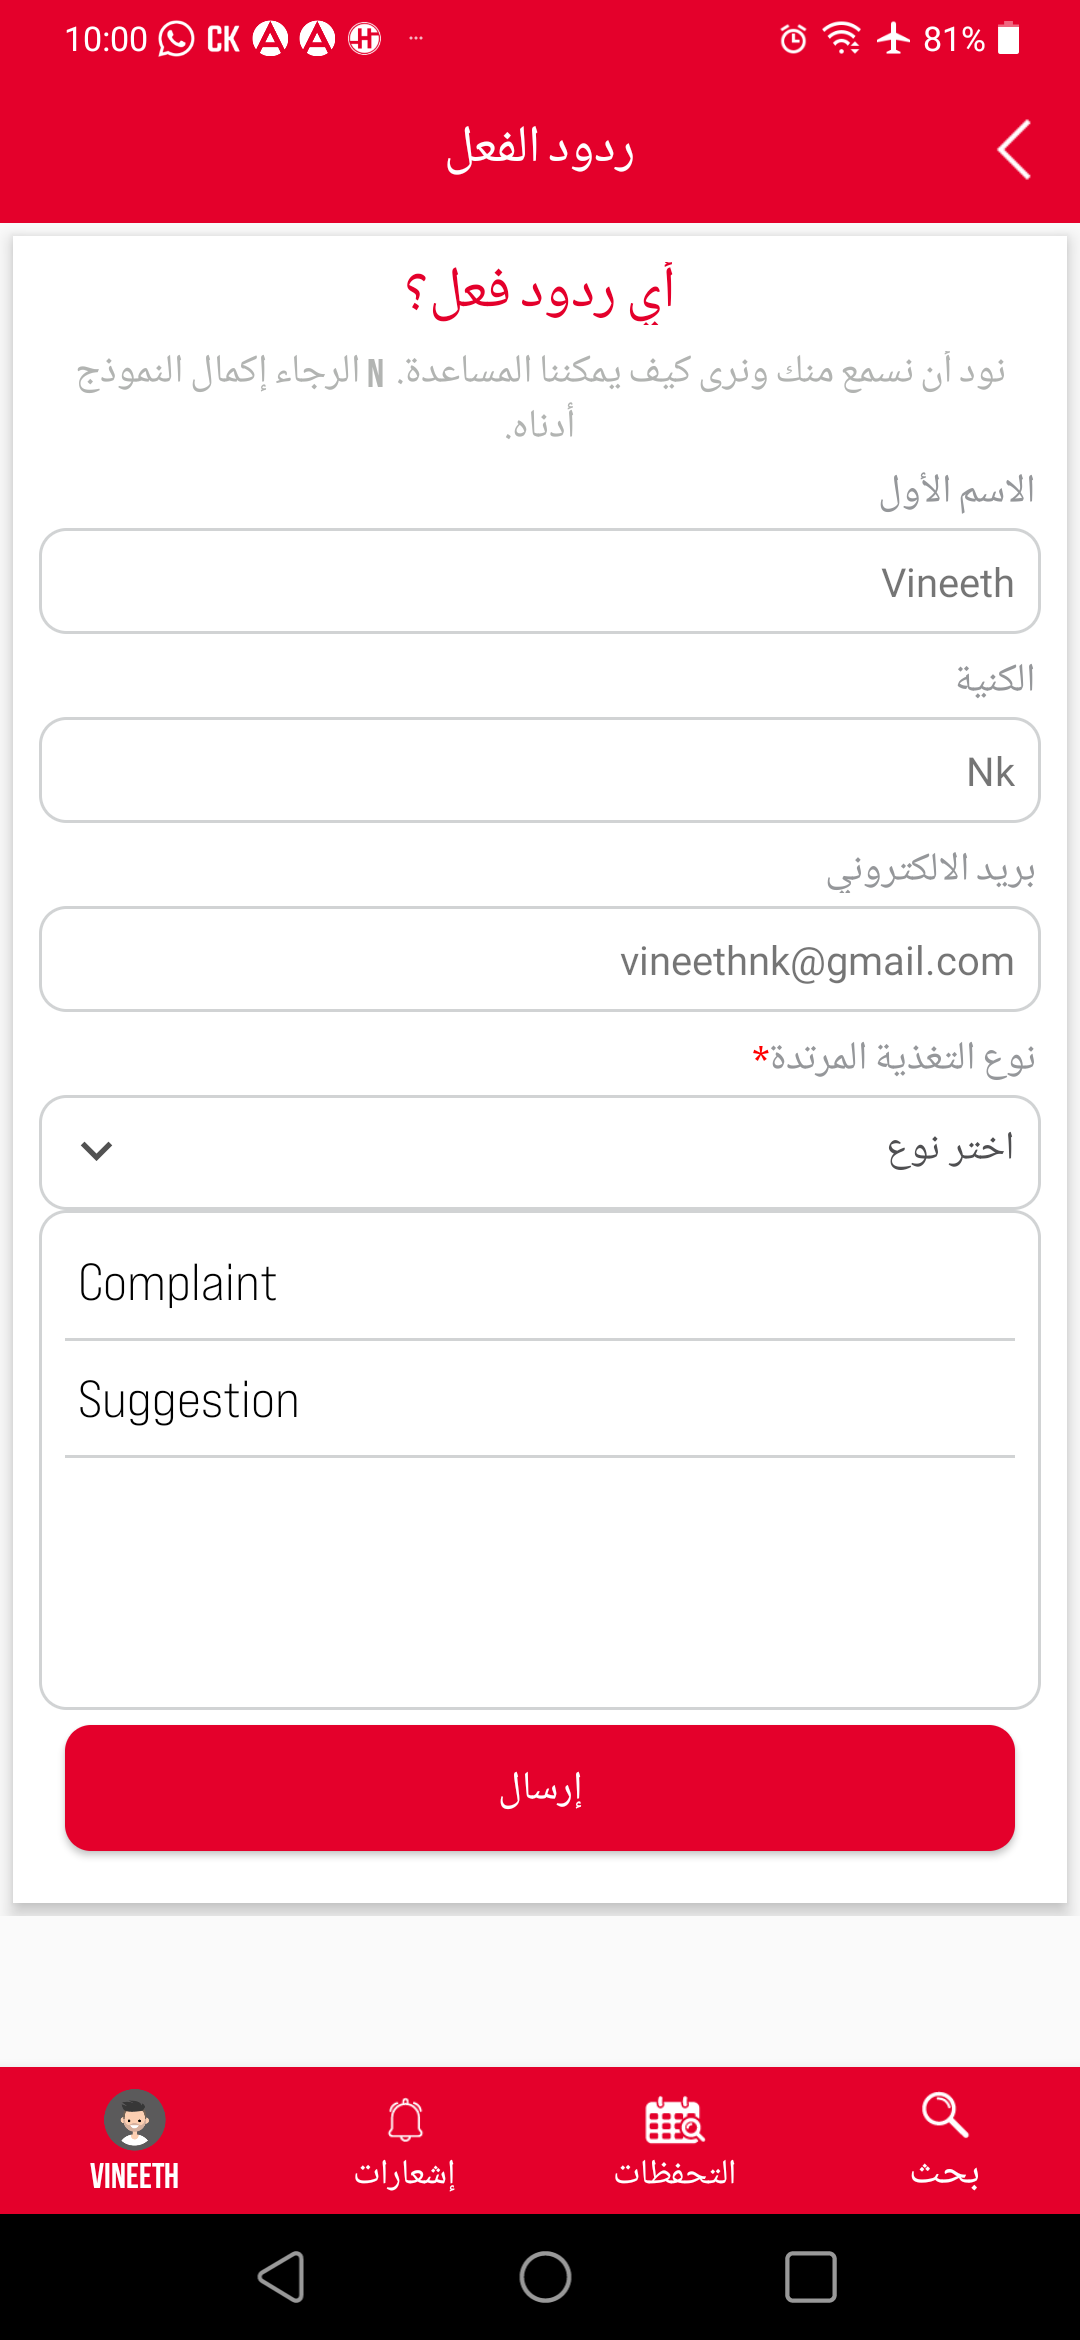 10:00 CK 81%
ردود الفعل
أي ردود فعل؟
نود أن نسمع منك ونرى كيف يمكننا المساعدة. N الرجاء إكمال النموذج
أدناه.
الاسم الأول
Vineeth
الكنية
Nk
بريد الالكتروني
vineethnk@gmail.com
نوع التغذية المرتدة*
اختر نوع
Complaint
Suggestion
إرسال
بحث
التحفظات
إشعارات
VINEETH